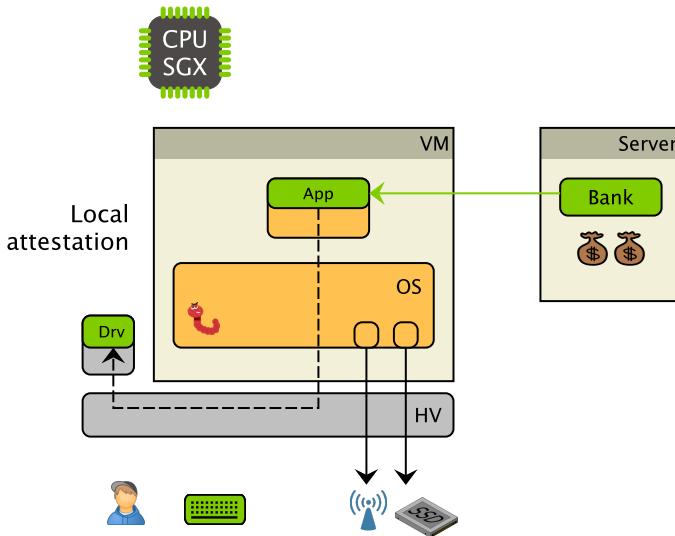 CPU
SGX
VM
Server
App
Bank
Local
attestation
OS
Drv
HV
SSD